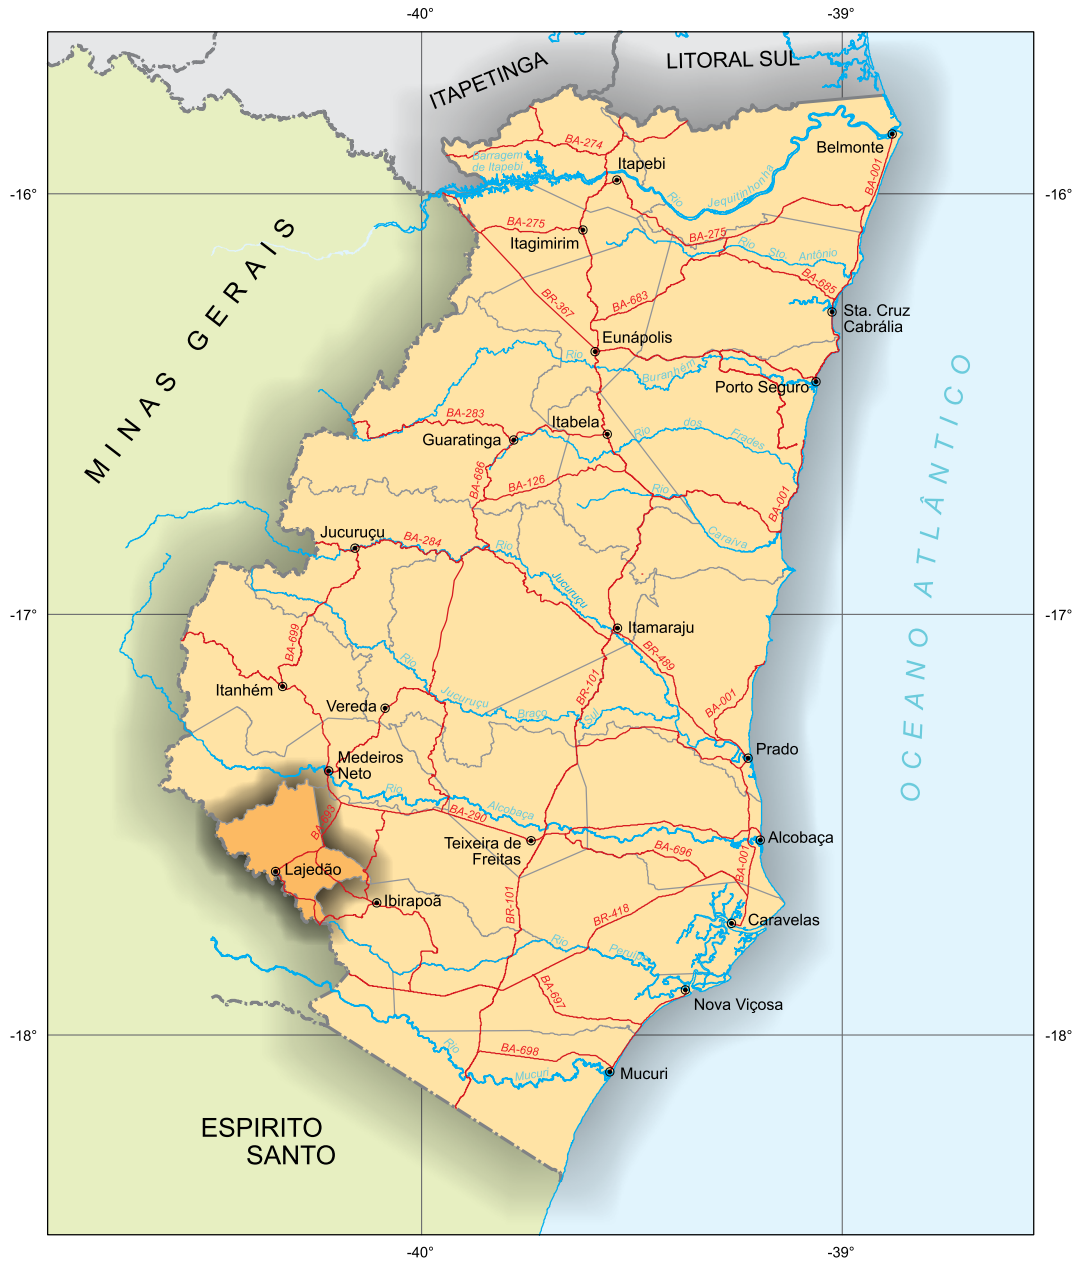 -40°
-39°
ITAPETINGA
LITORAL SUL
BA-274
Belmonte
Barragem
de Itapebi
Itapebi
BA-001
-16°
-16°
Rio
Jequitinhonha
BA-275
Itagimirim
BA-275
Rio
Sto.
Antônio
MINAS GERAIS
BR-367
BA-683
BA-685
Sta. Cruz
Cabrália
Eunápolis
Rio
Buranhém
Porto Seguro
BA-283
Itabela
Guaratinga
Rio
dos
Frades
BA-686
BA-126
Rio
BA-001
Caraíva
OCEANO ATLÂNTICO
Jucuruçu
BA-284
Rio
Jucuruçu
-17°
-17°
Itamaraju
BA-699
BR-489
Rio
Itanhém
Jucuruçu
Braço
Sul
BR-101
BA-001
Vereda
Prado
Medeiros
Neto
Rio
Alcobaça
BA-290
BA-693
Teixeira de
Freitas
Alcobaça
BA-696
BA-001
Lajedão
Ibirapoã
BR-101
BR-418
Caravelas
Rio
Peruípe
BA-697
Nova Viçosa
-18°
-18°
Rio
BA-698
Mucuri
Mucuri
ESPIRITO
SANTO
-40°
-39°